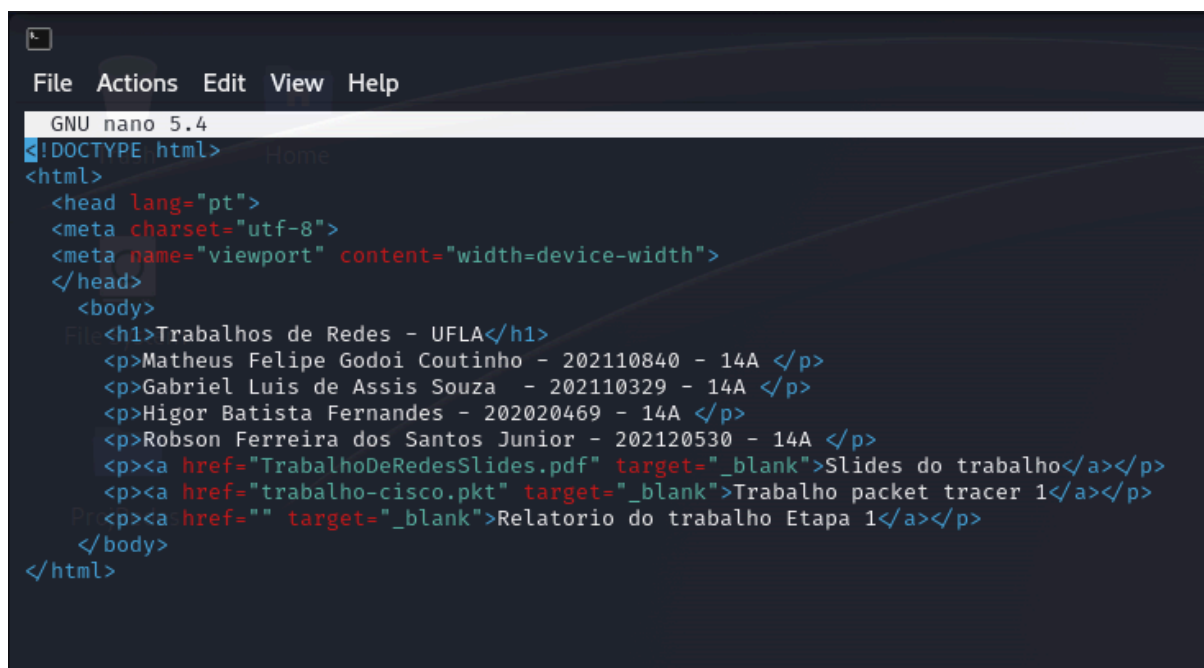 File Actions Edit View Help
GNU nano 5.4
<!DOCTYPE html>
Home
<html>
<head lang="pt">
<meta charset="utf-8">
<meta name="viewport" content="width=device-width">
</head>
<body>
<h1>Trabalhos de Redes - UFLA</h1>
<p>Matheus Felipe Godoi Coutinho - 202110840 - 14A </p>
<p>Gabriel Luis de Assis Souza  - 202110329 - 14A </p>
<p>Higor Batista Fernandes - 202020469 - 14A </p>
<p>Robson Ferreira dos Santos Junior - 202120530 - 14A </p>
<p><a href="TrabalhoDeRedesSlides.pdf" target="_blank">Slides do trabalho</a></p>
<p><a href="trabalho-cisco.pkt" target="_blank">Trabalho packet tracer 1</a></p>
<p><a href="" target="_blank">Relatorio do trabalho Etapa 1</a></p>
</body>
</html>